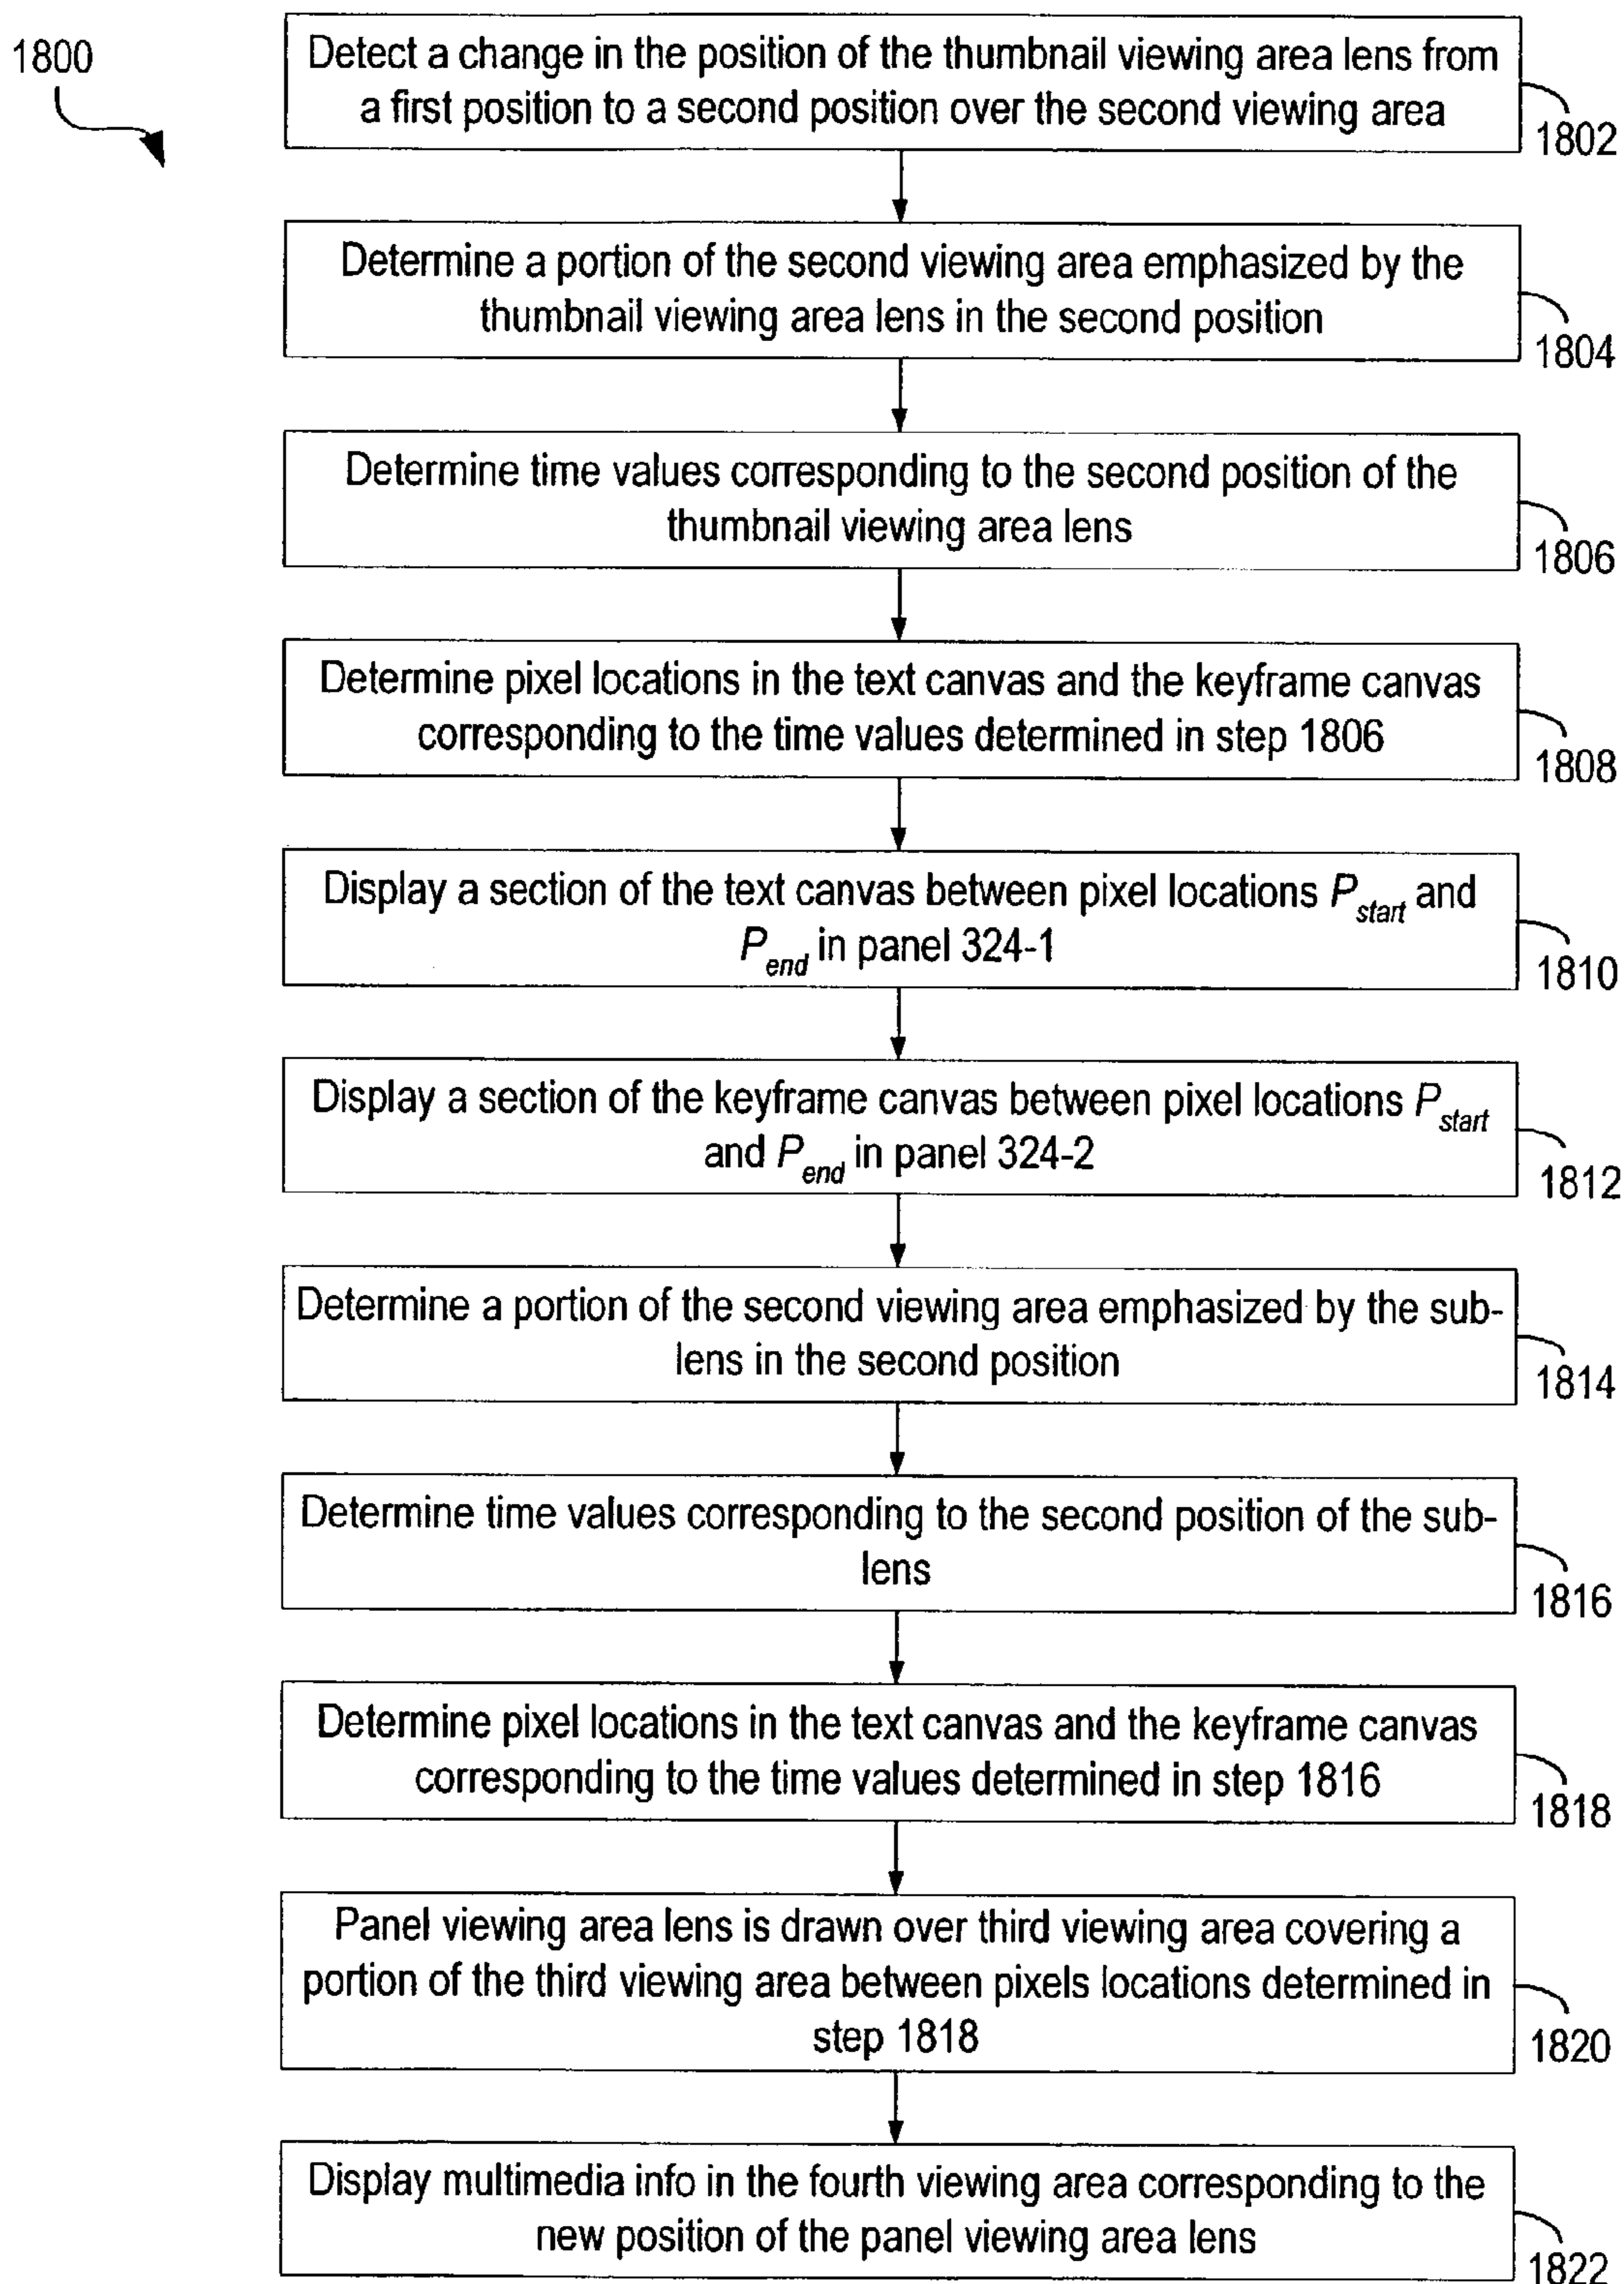 1800
Detect a change in the position of the thumbnail viewing area lens from
a first position to a second position over the second viewing area
1802
Determine a portion of the second viewing area emphasized by the
thumbnail viewing area lens in the second position
1804
Determine time values corresponding to the second position of the
thumbnail viewing area lens
1806
Determine pixel locations in the text canvas and the keyframe canvas
corresponding to the time values determined in step 1806
1808
Display a section of the text canvas between pixel locations P_start and
P_end in panel 324-1
1810
Display a section of the keyframe canvas between pixel locations P_start
and P_end in panel 324-2
1812
Determine a portion of the second viewing area emphasized by the sub-
lens in the second position
1814
Determine time values corresponding to the second position of the sub-
lens
1816
Determine pixel locations in the text canvas and the keyframe canvas
corresponding to the time values determined in step 1816
1818
Panel viewing area lens is drawn over third viewing area covering a
portion of the third viewing area between pixels locations determined in
step 1818
1820
Display multimedia info in the fourth viewing area corresponding to the
new position of the panel viewing area lens
1822